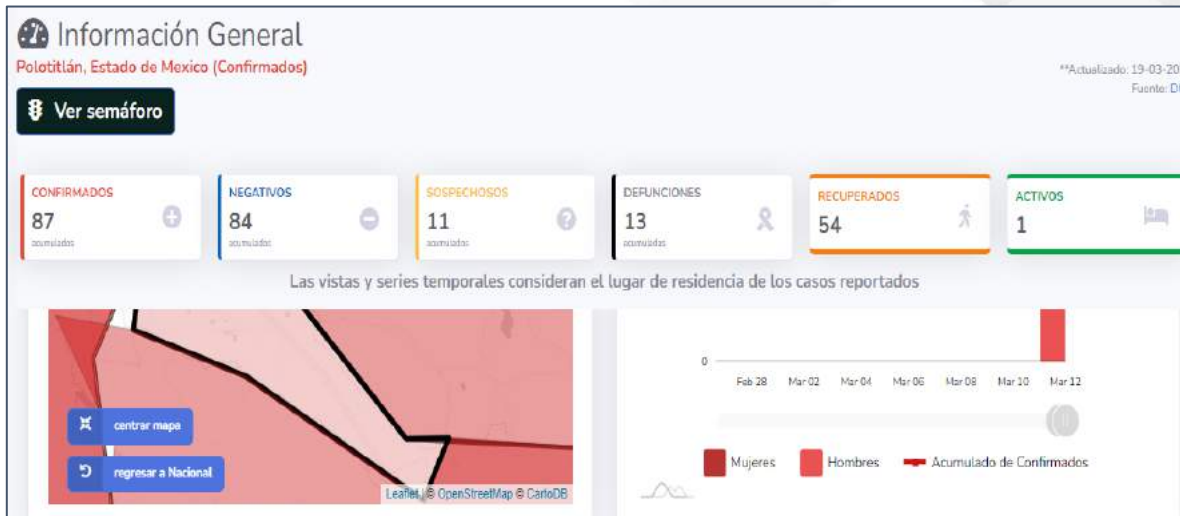 Información General
Polotitlán, Estado de Mexico (Confirmados)
**Actualizado: 19-03-20
Fuente:
Ver semáforo
CONFIRMADOS
87
acumulados
NEGATIVOS
84
acumulados
SOSPECHOSOS
11
acumulados
DEFUNCIONES
13
acumuladas
RECUPERADOS
54
ACTIVOS
1
Las vistas y series temporales consideran el lugar de residencia de los casos reportados
centrar mapa
regresar a Nacional
Leaflet | © OpenStreetMap © CartoDB
0
Feb 28 Mar 02 Mar 04 Mar 06 Mar 08 Mar 10 Mar 12
Mujeres Hombres Acumulado de Confirmados